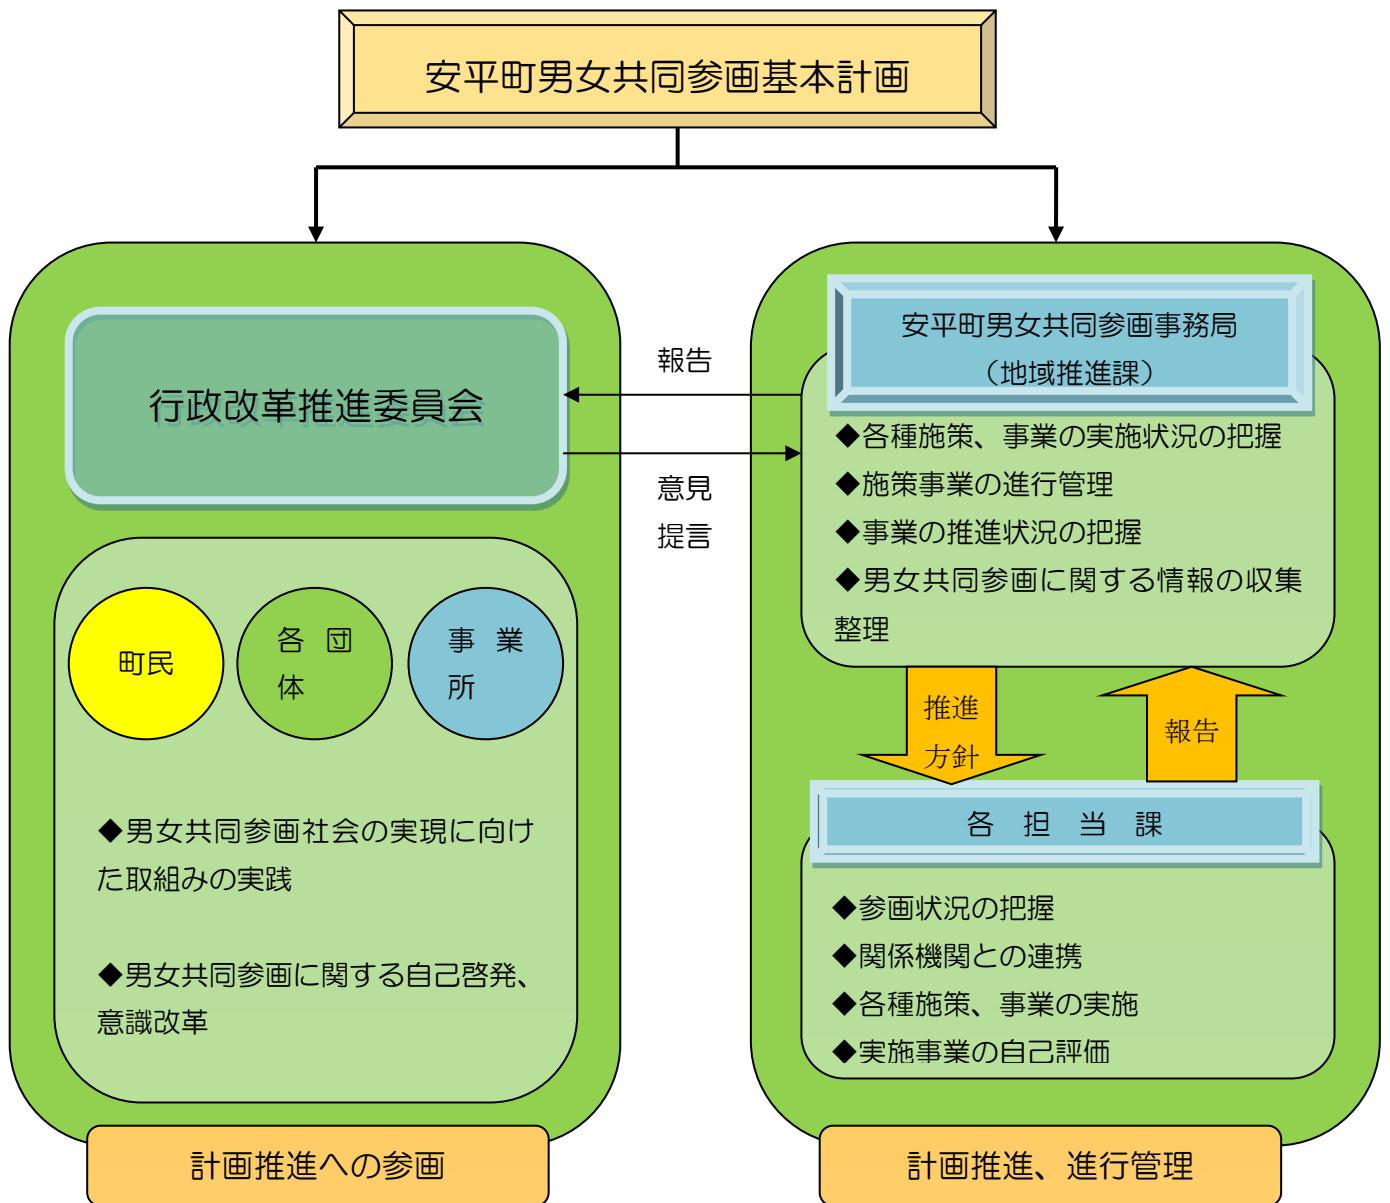 安平町男女共同参画基本計画
行政改革推進委員会
町民
各団
体
事業
所
◆男女共同参画社会の実現に向け
た取組みの実践
◆男女共同参画に関する自己啓発、
意識改革
計画推進への参画
報告
意見
提言
安平町男女共同参画事務局
（地域推進課）
◆各種施策、事業の実施状況の把握
◆施策事業の進行管理
◆事業の推進状況の把握
◆男女共同参画に関する情報の収集
整理
推進
方針
報告
各担当課
◆参画状況の把握
◆関係機関との連携
◆各種施策、事業の実施
◆実施事業の自己評価
計画推進、進行管理